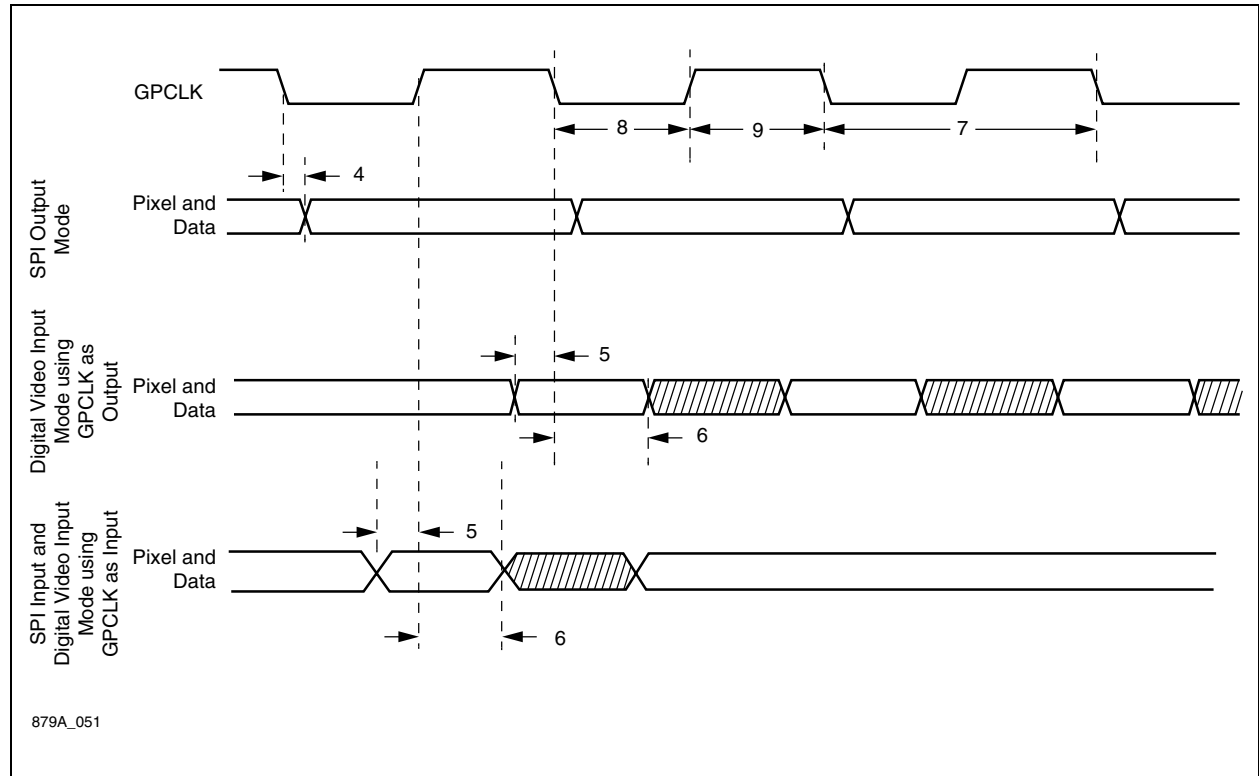 GPCLK
8
9
7
4
SPI Output
Mode
Pixel and
Data
5
Digital Video Input
Mode using
GPCLK as
Output
Pixel and
Data
6
5
SPI Input and
Digital Video Input
Mode using
GPCLK as Input
Pixel and
Data
6
879A_051